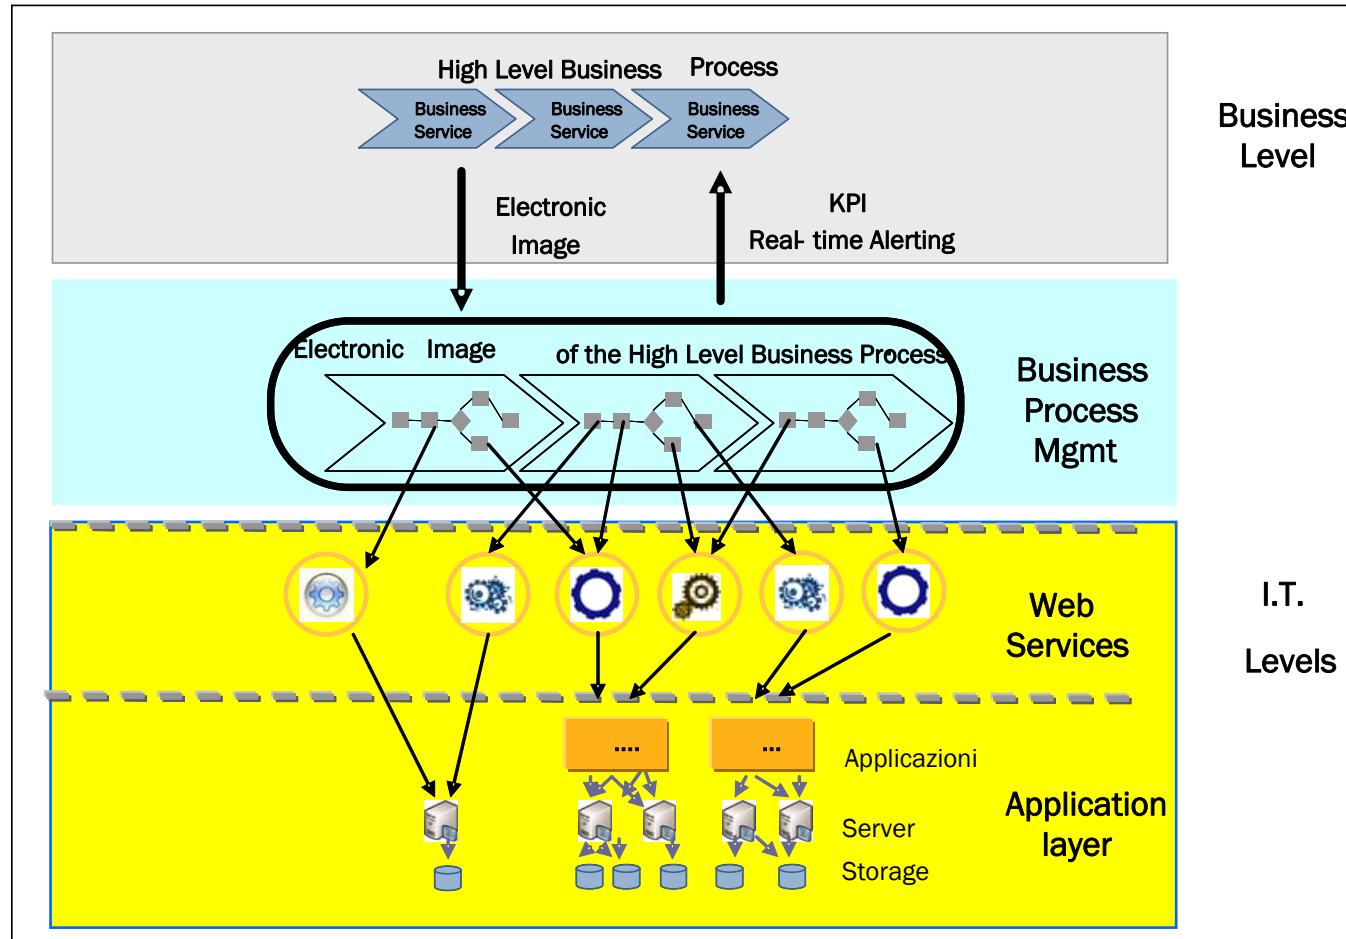 High Level Business Process
Business
Service
Business
Service
Business
Service
Business
Level
Electronic
Image
KPI
Real- time Alerting
Electronic Image of the High Level Business Process
Business
Process
Mgmt
Web
Services
I.T.
Levels
....
...
Applicazioni
Server
Storage
Application
layer